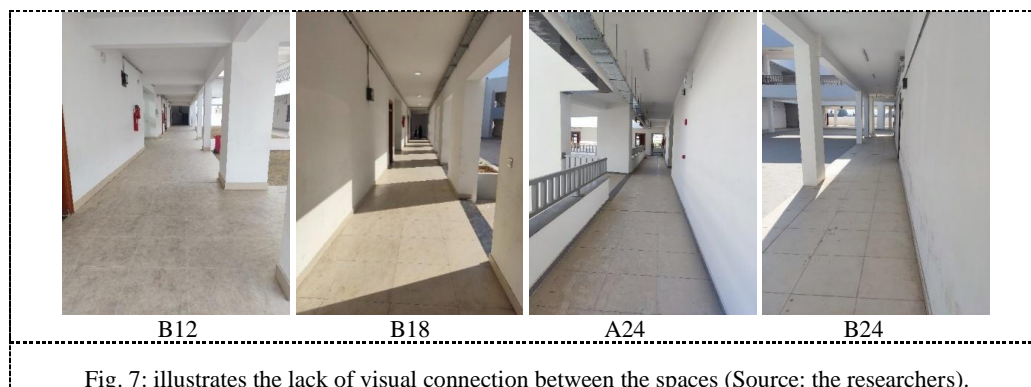 B12 B18 A24 B24
Fig. 7: illustrates the lack of visual connection between the spaces (Source: the researchers).